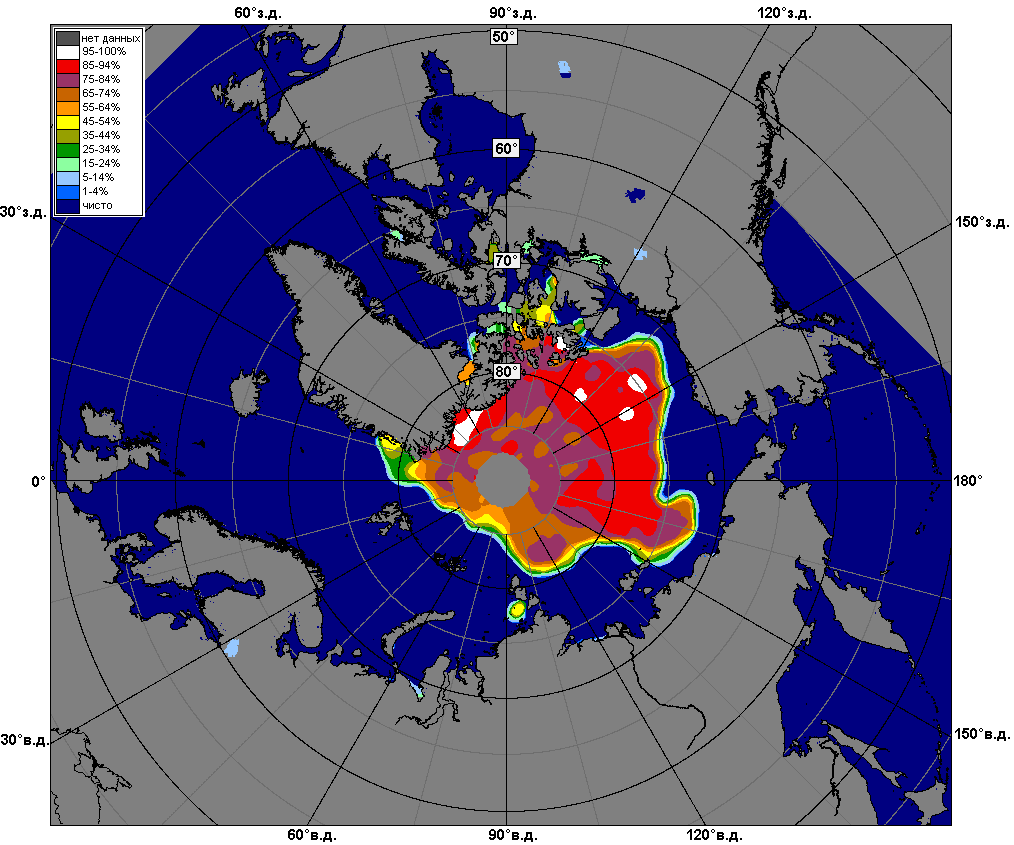 60°з.д.
90°з.д.
120°з.д.
нет данных
95-100%
85-94%
75-84%
65-74%
55-64%
45-54%
35-44%
25-34%
15-24%
5-14%
1-4%
чисто
50°
60°
30°з.д.
150°з.д.
70°
80°
0°
180°
30°в.д.
150°в.д.
60°в.д.
90°в.д.
120°в.д.